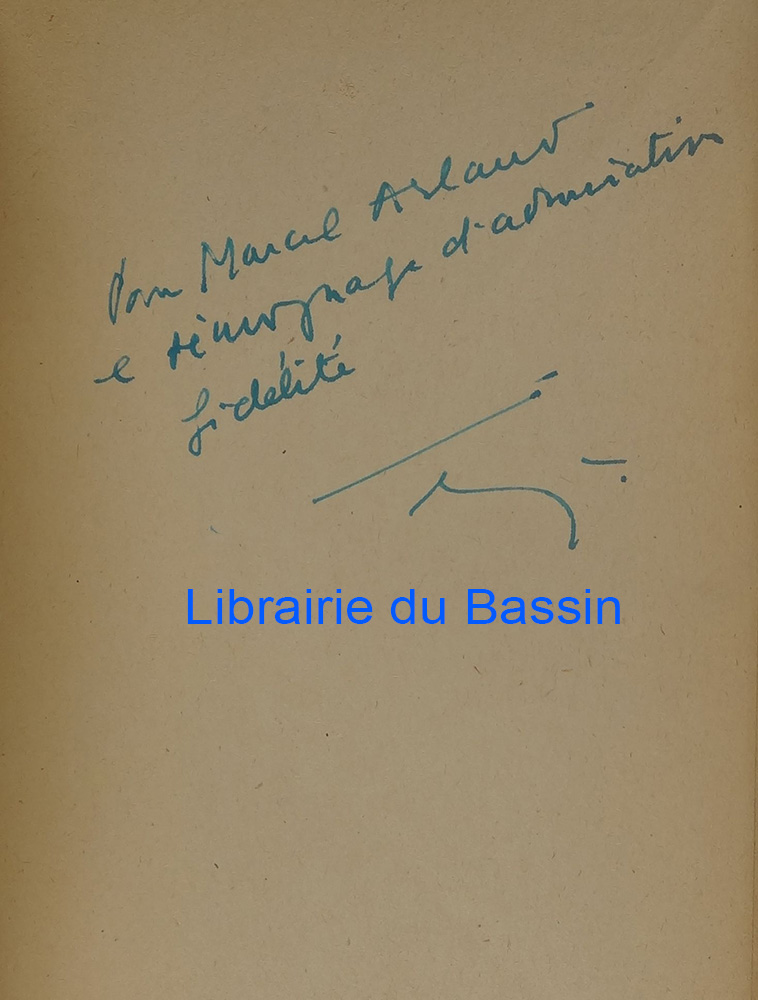 Pour Marcel Arland
ce témoignage d'admiration
fidélité
Librairie du Bassin